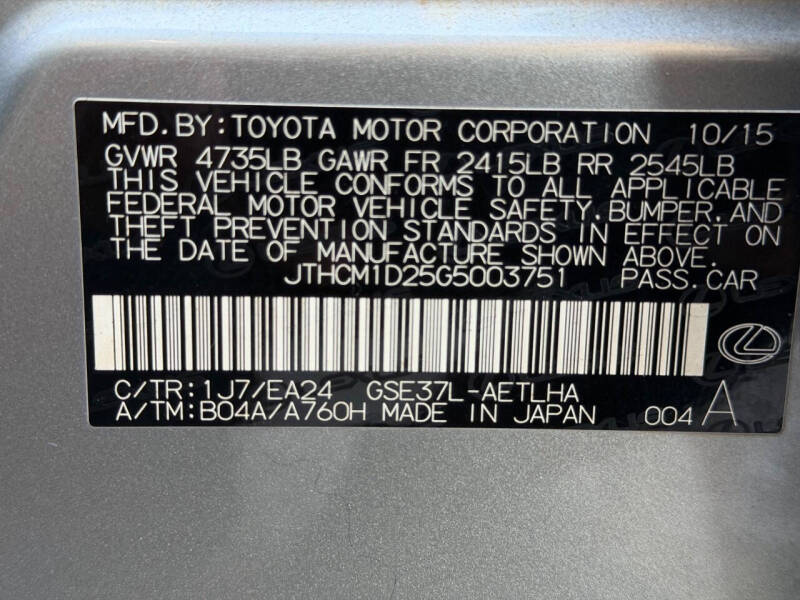 MFD.BY:TOYOTA MOTOR CORPORATION 10/15
GVWR 4735LB GAWR FR 2415LB RR 2545LB
THIS VEHICLE CONFORMS TO ALL APPLICABLE
FEDERAL MOTOR VEHICLE SAFETY,BUMPER,AND
THEFT PREVENTION STANDARDS IN EFFECT ON
THE DATE OF MANUFACTURE SHOWN ABOVE.
JTHCM1D25G5003751 PASS.CAR
C/TR:1J7/EA24 GSE37L-AETLHA
A/TM:B04A/A760H MADE IN JAPAN 004 A